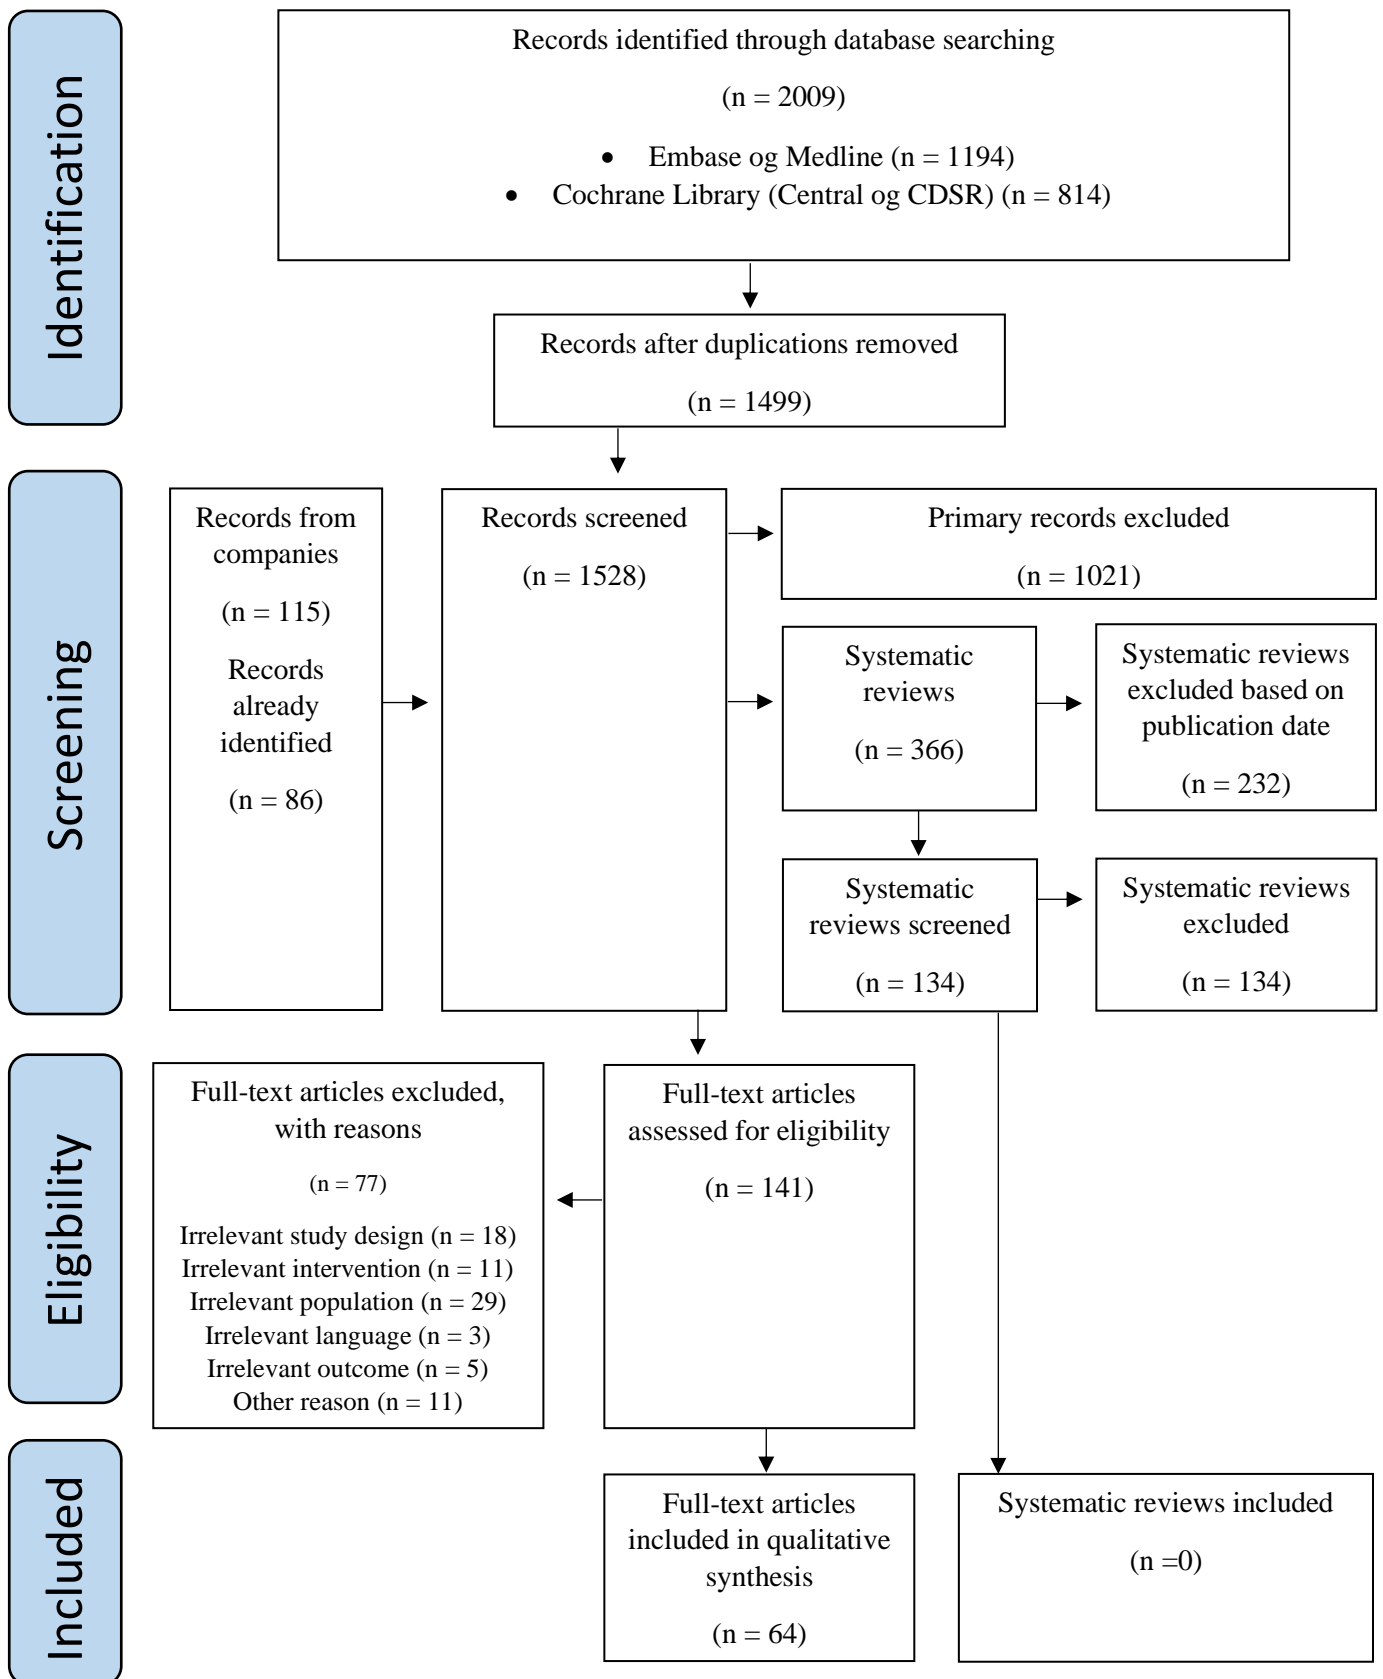 Identification
Records identified through database searching
(n = 2009)
• Embase og Medline (n = 1194)
• Cochrane Library (Central og CDSR) (n = 814)
Records after duplications removed
(n = 1499)
Screening
Records from
companies
(n = 115)
Records
already
identified
(n = 86)
Records screened
(n = 1528)
Primary records excluded
(n = 1021)
Systematic
reviews
(n = 366)
Systematic reviews
excluded based on
publication date
(n = 232)
Systematic
reviews screened
(n = 134)
Systematic reviews
excluded
(n = 134)
Eligibility
Full-text articles excluded,
with reasons
(n = 77)
Irrelevant study design (n = 18)
Irrelevant intervention (n = 11)
Irrelevant population (n = 29)
Irrelevant language (n = 3)
Irrelevant outcome (n = 5)
Other reason (n = 11)
Full-text articles
assessed for eligibility
(n = 141)
Included
Full-text articles
included in qualitative
synthesis
(n = 64)
Systematic reviews included
(n =0)